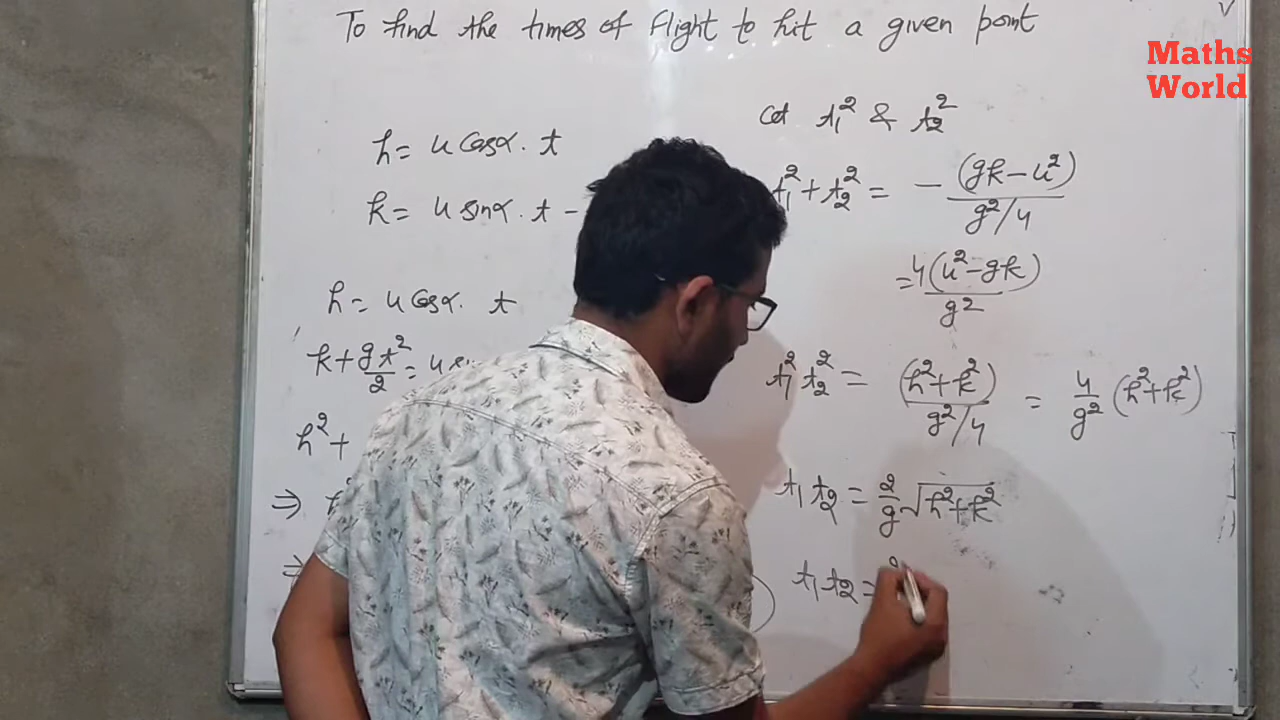 To find the times of flight to hit a given point
Maths
World
h = u Cosα. t
k = u sinα. t -
h = u Cosα. t
k + gt²/2 = u sin
h² +
⇒
⇒
t₁² & t₂²
t₁² + t₂² = - (gk - u²) / g²/4
= 4(u² - gk) / g²
t₁² t₂² = (h² + k²) / g²/4 = 4/g² (h² + k²)
t₁ t₂ = 2/g √h² + k²
t₁ t₂ =